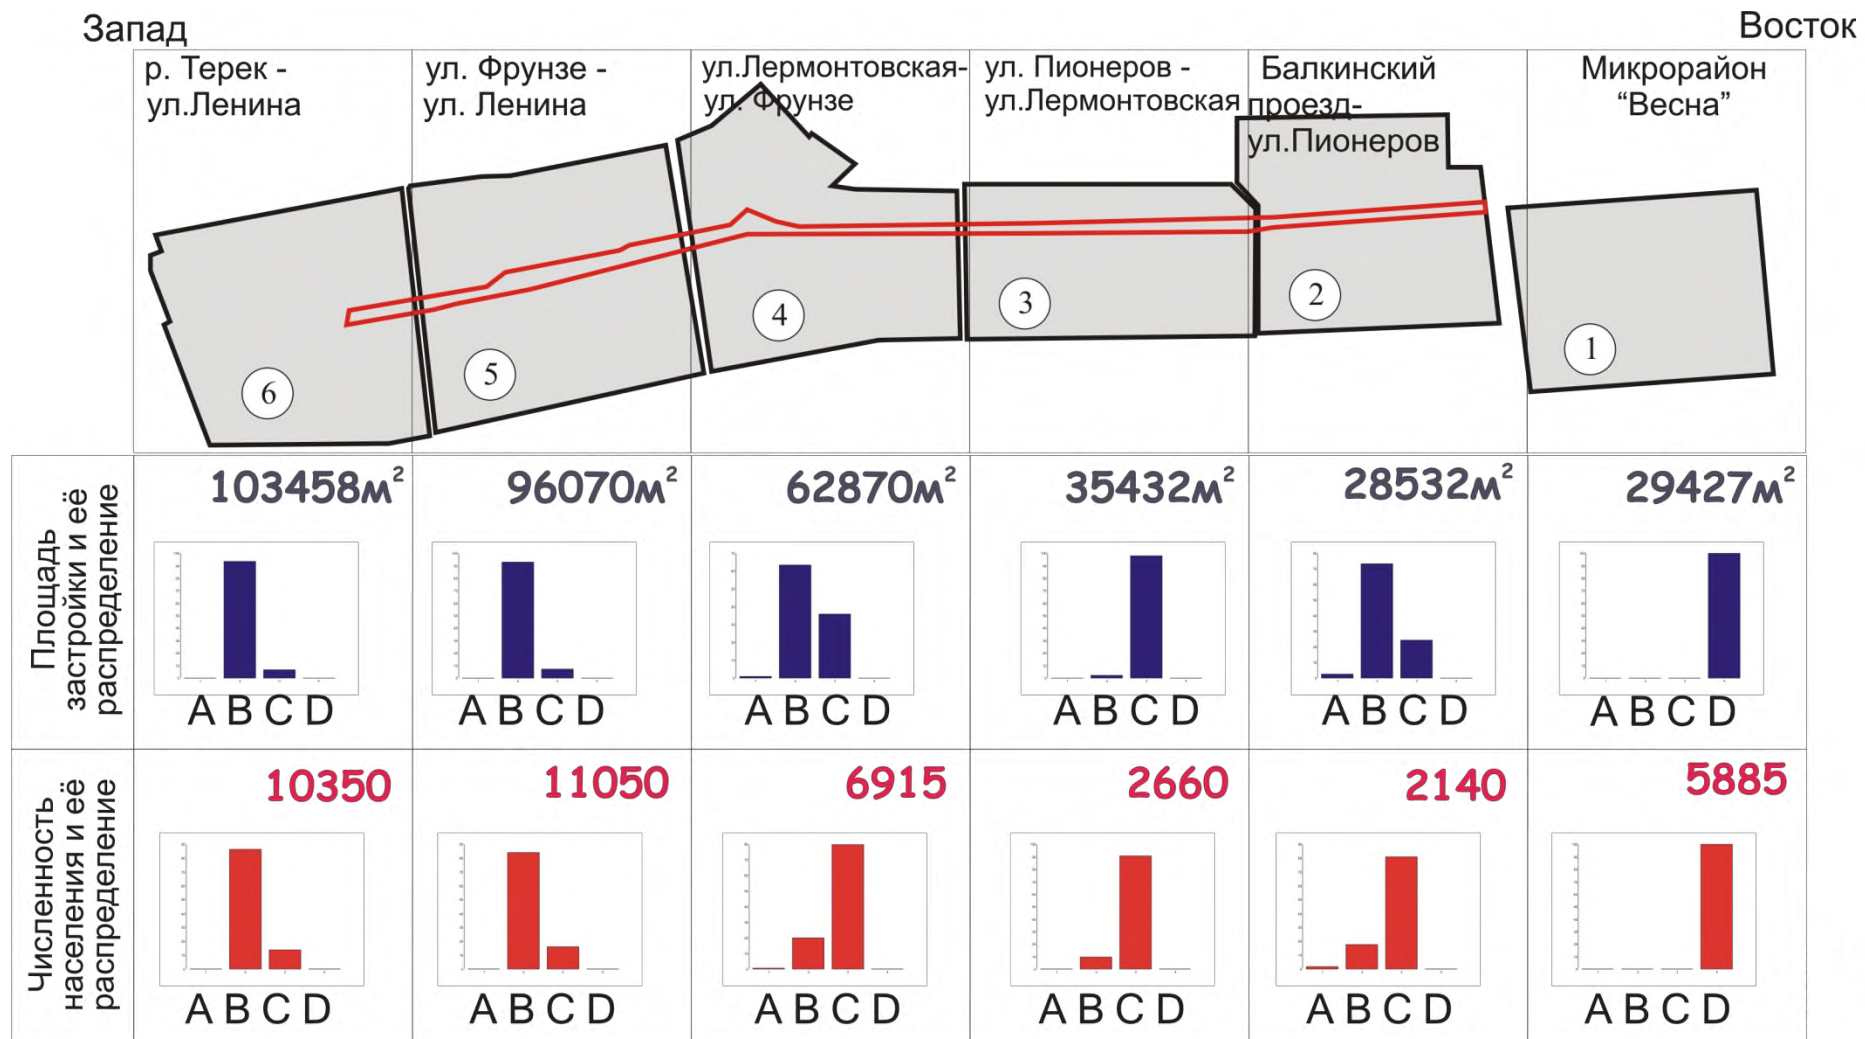 Запад
Восток
р. Терек -
ул.Ленина
ул. Фрунзе -
ул. Ленина
ул.Лермонтовская-
ул. Фрунзе
ул. Пионеров -
ул.Лермонтовская
Балкинский
проезд-
ул.Пионеров
Микрорайон
“Весна”
6
5
4
3
2
1
Площадь
застройки и её
распределение
103458м²
96070м²
62870м²
35432м²
28532м²
29427м²
A B C D
A B C D
A B C D
A B C D
A B C D
A B C D
Численность
населения и её
распределение
10350
11050
6915
2660
2140
5885
A B C D
A B C D
A B C D
A B C D
A B C D
A B C D